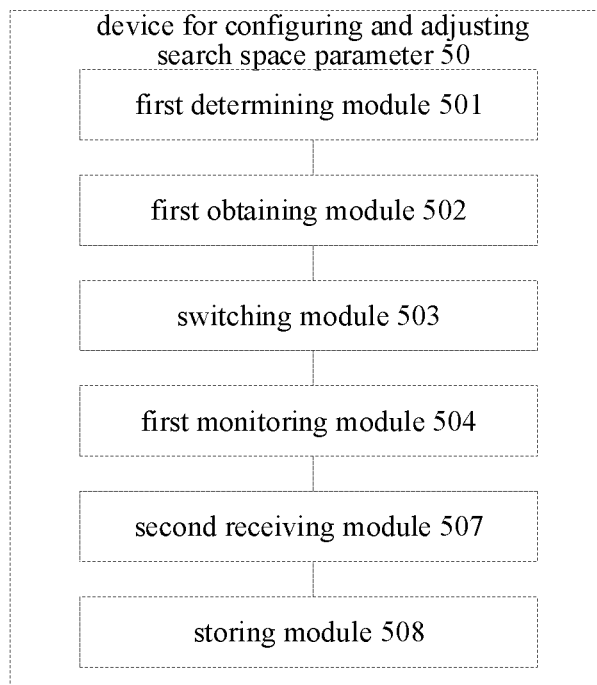 device for configuring and adjusting
search space parameter 50
first determining module 501
first obtaining module 502
switching module 503
first monitoring module 504
second receiving module 507
storing module 508